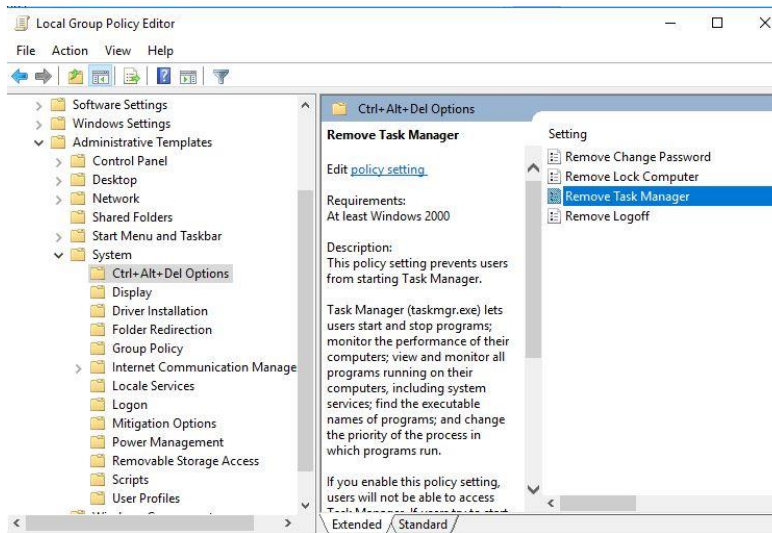 Local Group Policy Editor
File Action View Help
Software Settings
Windows Settings
Administrative Templates
Control Panel
Desktop
Network
Shared Folders
Start Menu and Taskbar
System
Ctrl+Alt+Del Options
Display
Driver Installation
Folder Redirection
Group Policy
Internet Communication Manage
Locale Services
Logon
Mitigation Options
Power Management
Removable Storage Access
Scripts
User Profiles
Ctrl+Alt+Del Options
Remove Task Manager
Edit policy setting
Requirements:
At least Windows 2000
Description:
This policy setting prevents users
from starting Task Manager.
Task Manager (taskmgr.exe) lets
users start and stop programs;
monitor the performance of their
computers; view and monitor all
programs running on their
computers, including system
services; find the executable
names of programs; and change
the priority of the process in
which programs run.
If you enable this policy setting,
users will not be able to access
Setting
Remove Change Password
Remove Lock Computer
Remove Task Manager
Remove Logoff
Extended Standard